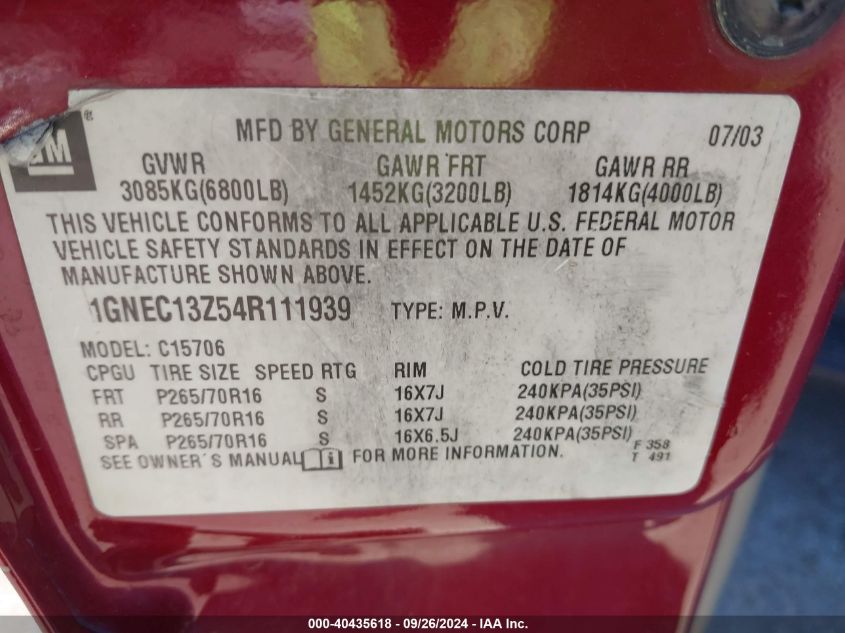 GM ®
MFD BY GENERAL MOTORS CORP 07/03
GVWR GAWR FRT GAWR RR
3085KG(6800LB) 1452KG(3200LB) 1814KG(4000LB)
THIS VEHICLE CONFORMS TO ALL APPLICABLE U.S. FEDERAL MOTOR
VEHICLE SAFETY STANDARDS IN EFFECT ON THE DATE OF
MANUFACTURE SHOWN ABOVE.
1GNEC13Z54R111939 TYPE: M.P.V.
MODEL: C15706
CPGU TIRE SIZE SPEED RTG RIM COLD TIRE PRESSURE
FRT P265/70R16 S 16X7J 240KPA(35PSI)
RR P265/70R16 S 16X7J 240KPA(35PSI)
SPA P265/70R16 S 16X6.5J 240KPA(35PSI)
SEE OWNER'S MANUAL i FOR MORE INFORMATION.
F 358
T 491
000-40435618 - 09/26/2024 - IAA Inc.